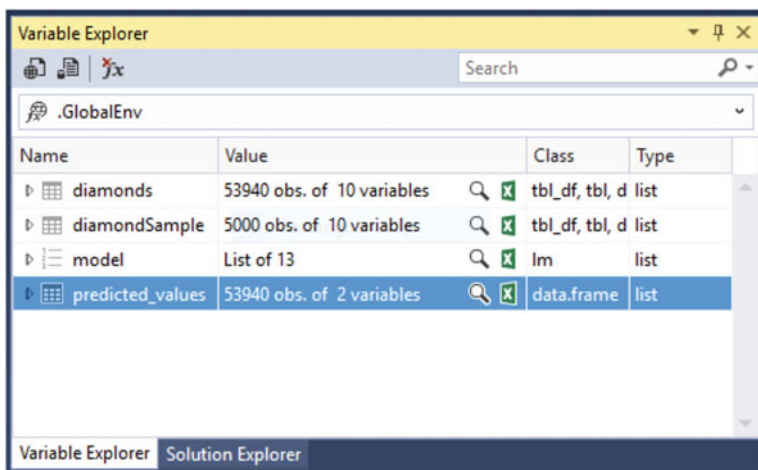 Variable Explorer
Search
.GlobalEnv
Name Value Class Type
diamonds 53940 obs. of 10 variables tbl_df, tbl, d list
diamondSample 5000 obs. of 10 variables tbl_df, tbl, d list
model List of 13 lm list
predicted_values 53940 obs. of 2 variables data.frame list
Variable Explorer Solution Explorer